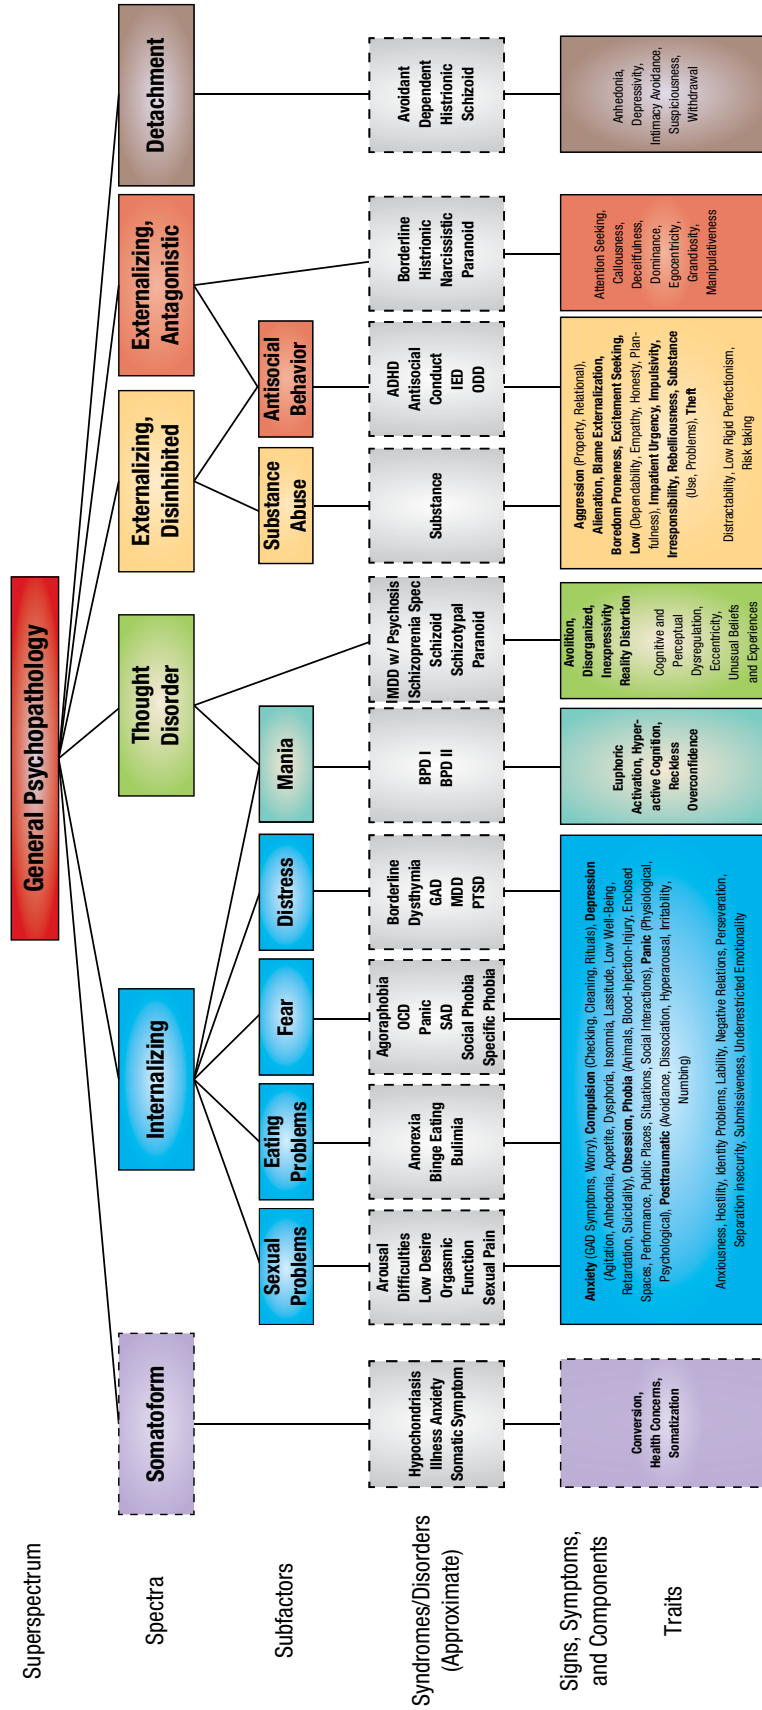 Superspectrum
General Psychopathology
Spectra
Somatoform
Internalizing
Thought
Disorder
Externalizing,
Disinhibited
Externalizing,
Antagonistic
Detachment
Subfactors
Sexual
Problems
Eating
Problems
Fear
Distress
Mania
Substance
Abuse
Antisocial
Behavior
Syndromes/Disorders
(Approximate)
Hypochondriasis
Illness Anxiety
Somatic Symptom
Arousal
Difficulties
Low Desire
Orgasmic
Function
Sexual Pain
Anorexia
Binge Eating
Bulimia
Agoraphobia
OCD
Panic
SAD
Social Phobia
Specific Phobia
Borderline
Dysthymia
GAD
MDD
PTSD
BPD I
BPD II
MDD w/ Psychosis
Schizoprenia Spec
Schizoid
Schizotypal
Paranoid
Substance
ADHD
Antisocial
Conduct
IED
ODD
Borderline
Histrionic
Narcissistic
Paranoid
Avoidant
Dependent
Histrionic
Schizoid
Signs, Symptoms,
and Components
Traits
Conversion,
Health Concerns,
Somatization
Anxiety (GAD Symptoms, Worry), Compulsion (Checking, Cleaning, Rituals), Depression
(Agitation, Anhedonia, Appetite, Dysphoria, Insomnia, Lassitude, Low Well-Being,
Retardation, Suicidality), Obsession, Phobia (Animals, Blood-Injection-Injury, Enclosed
Spaces, Performance, Public Places, Situations, Social Interactions), Panic (Physiological,
Psychological), Posttraumatic (Avoidance, Dissociation, Hyperarousal, Irritability,
Numbing)
Anxiousness, Hostility, Identity Problems, Lability, Negative Relations, Perseveration,
Separation insecurity, Submissiveness, Underrestricted Emotionality
Euphoric
Activation, Hyper-
active Cognition,
Reckless
Overconfidence
Avolition,
Disorganized,
Inexpressivity
Reality Distortion
Cognitive and
Perceptual
Dysregulation,
Eccentricity,
Unusual Beliefs
and Experiences
Aggression (Property, Relational),
Alienation, Blame Externalization,
Boredom Proneness, Excitement Seeking,
Low (Dependability, Empathy, Honesty, Plan-
fulness), Impatient Urgency, Impulsivity,
Irresponsibility, Rebelliousness, Substance
(Use, Problems), Theft
Distractability, Low Rigid Perfectionism,
Risk taking
Attention Seeking,
Callousness,
Deceitfulness,
Dominance,
Egocentricity,
Grandiosity,
Manipulativeness
Anhedonia,
Depressivity,
Intimacy Avoidance,
Suspiciousness,
Withdrawal